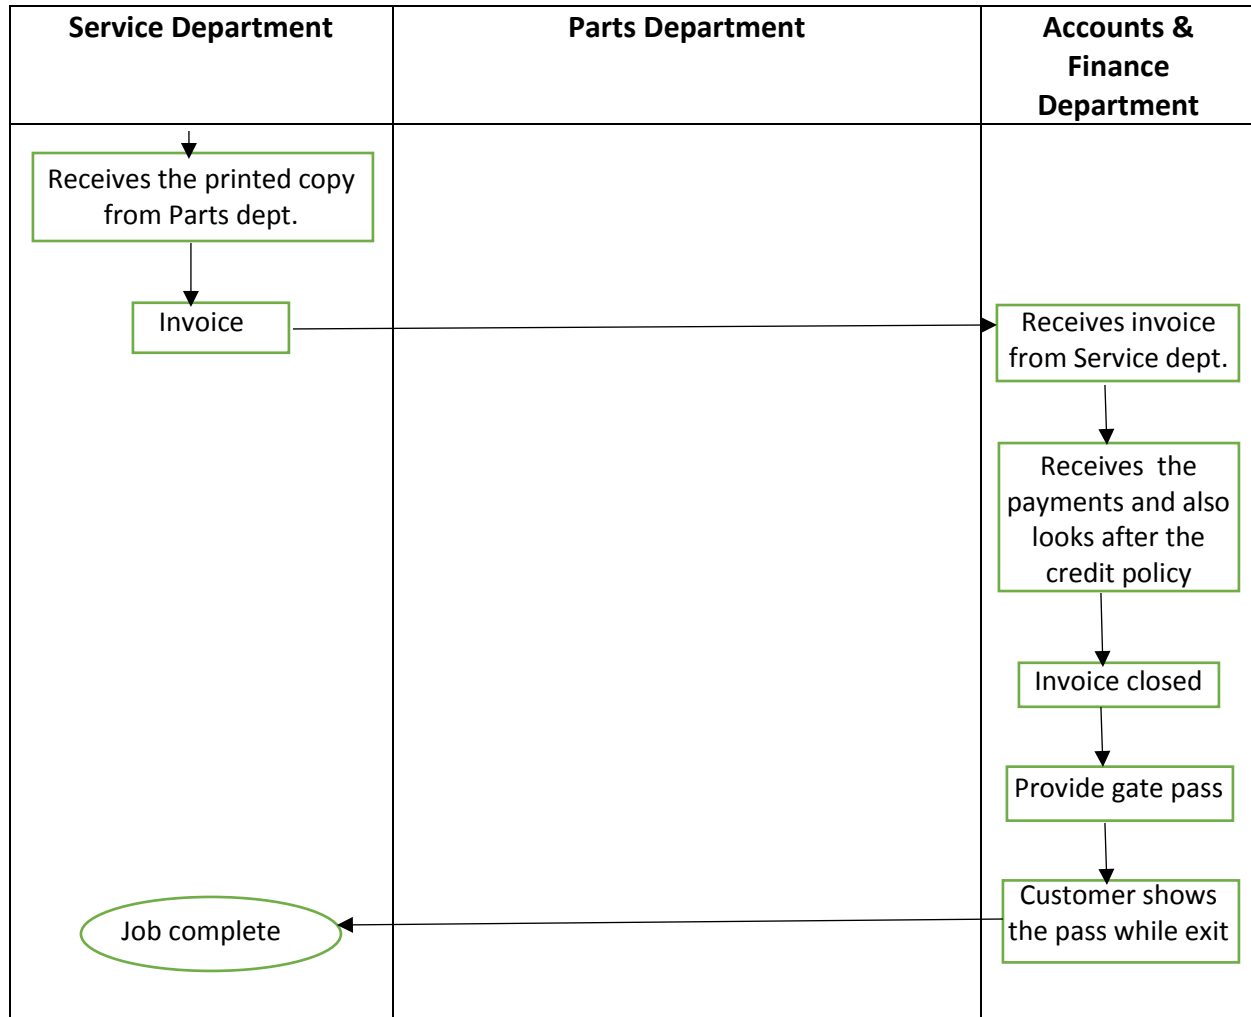 Service Department
Parts Department
Accounts &
Finance
Department
Receives the printed copy
from Parts dept.
Invoice
Receives invoice
from Service dept.
Receives the
payments and also
looks after the
credit policy
Invoice closed
Provide gate pass
Customer shows
the pass while exit
Job complete